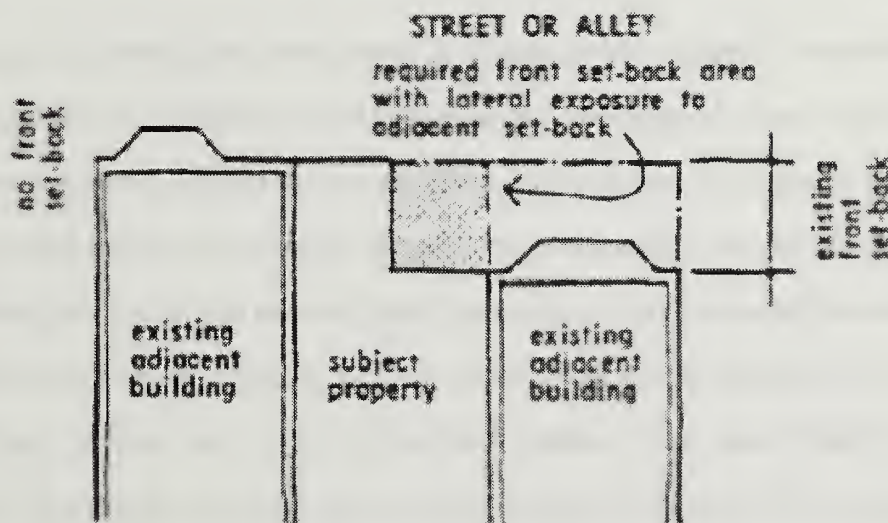 STREET OR ALLEY
required front set-back area
with lateral exposure to
adjacent set-back
no front
set-back
existing
front
set-back
existing
adjacent
building
subject
property
existing
adjacent
building